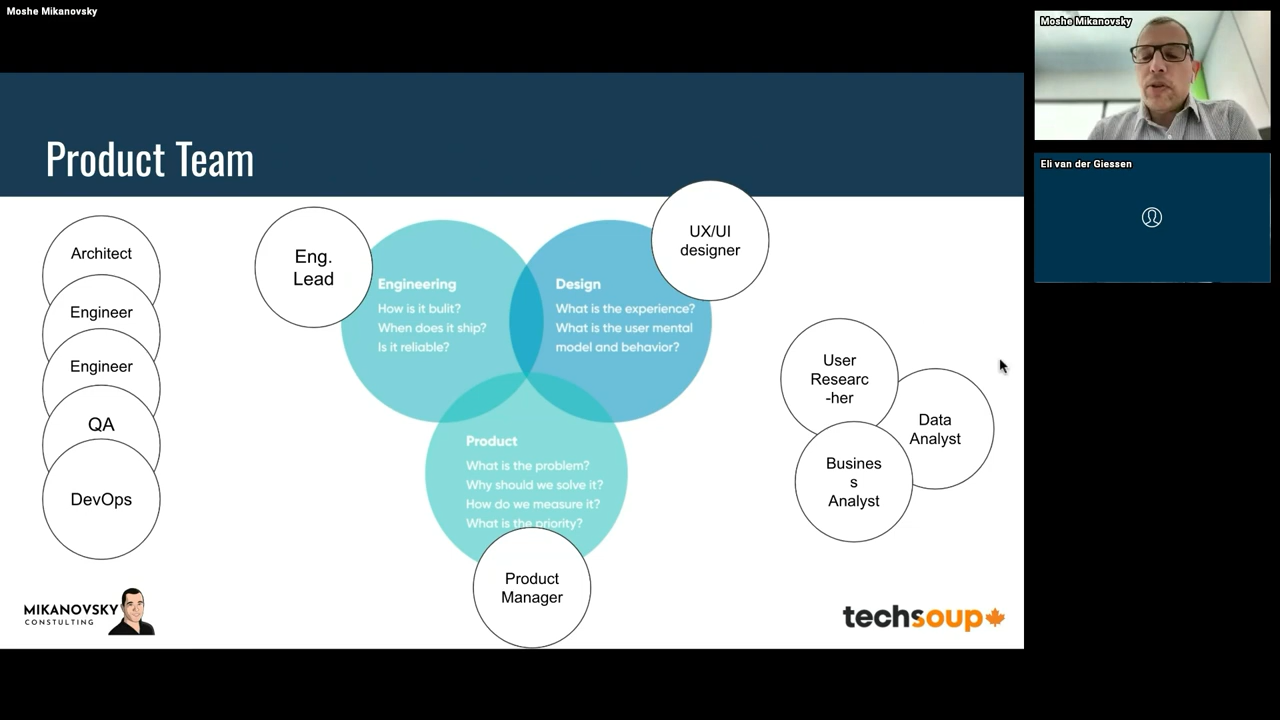 Moshe Mikanovsky
Moshe Mikanovsky
Eli van der Giessen
Product Team
Architect
Engineer
Engineer
QA
DevOps
Eng.
Lead
Engineering
How is it bulit?
When does it ship?
Is it reliable?
Design
What is the experience?
What is the user mental
model and behavior?
UX/UI
designer
Product
What is the problem?
Why should we solve it?
How do we measure it?
What is the priority?
Product
Manager
User
Researc
-her
Data
Analyst
Busines
s
Analyst
MIKANOVSKY
CONSTULTING
techsoup